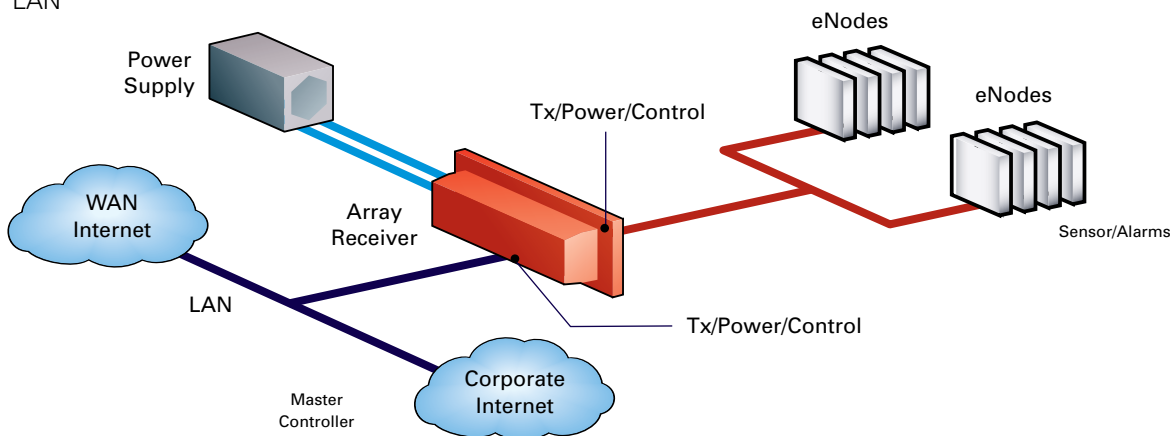 LAN
eNodes
Power
Supply
eNodes
Tx/Power/Control
WAN
Internet
Array
Receiver
Sensor/Alarms
LAN
Tx/Power/Control
Corporate
Internet
Master
Controller